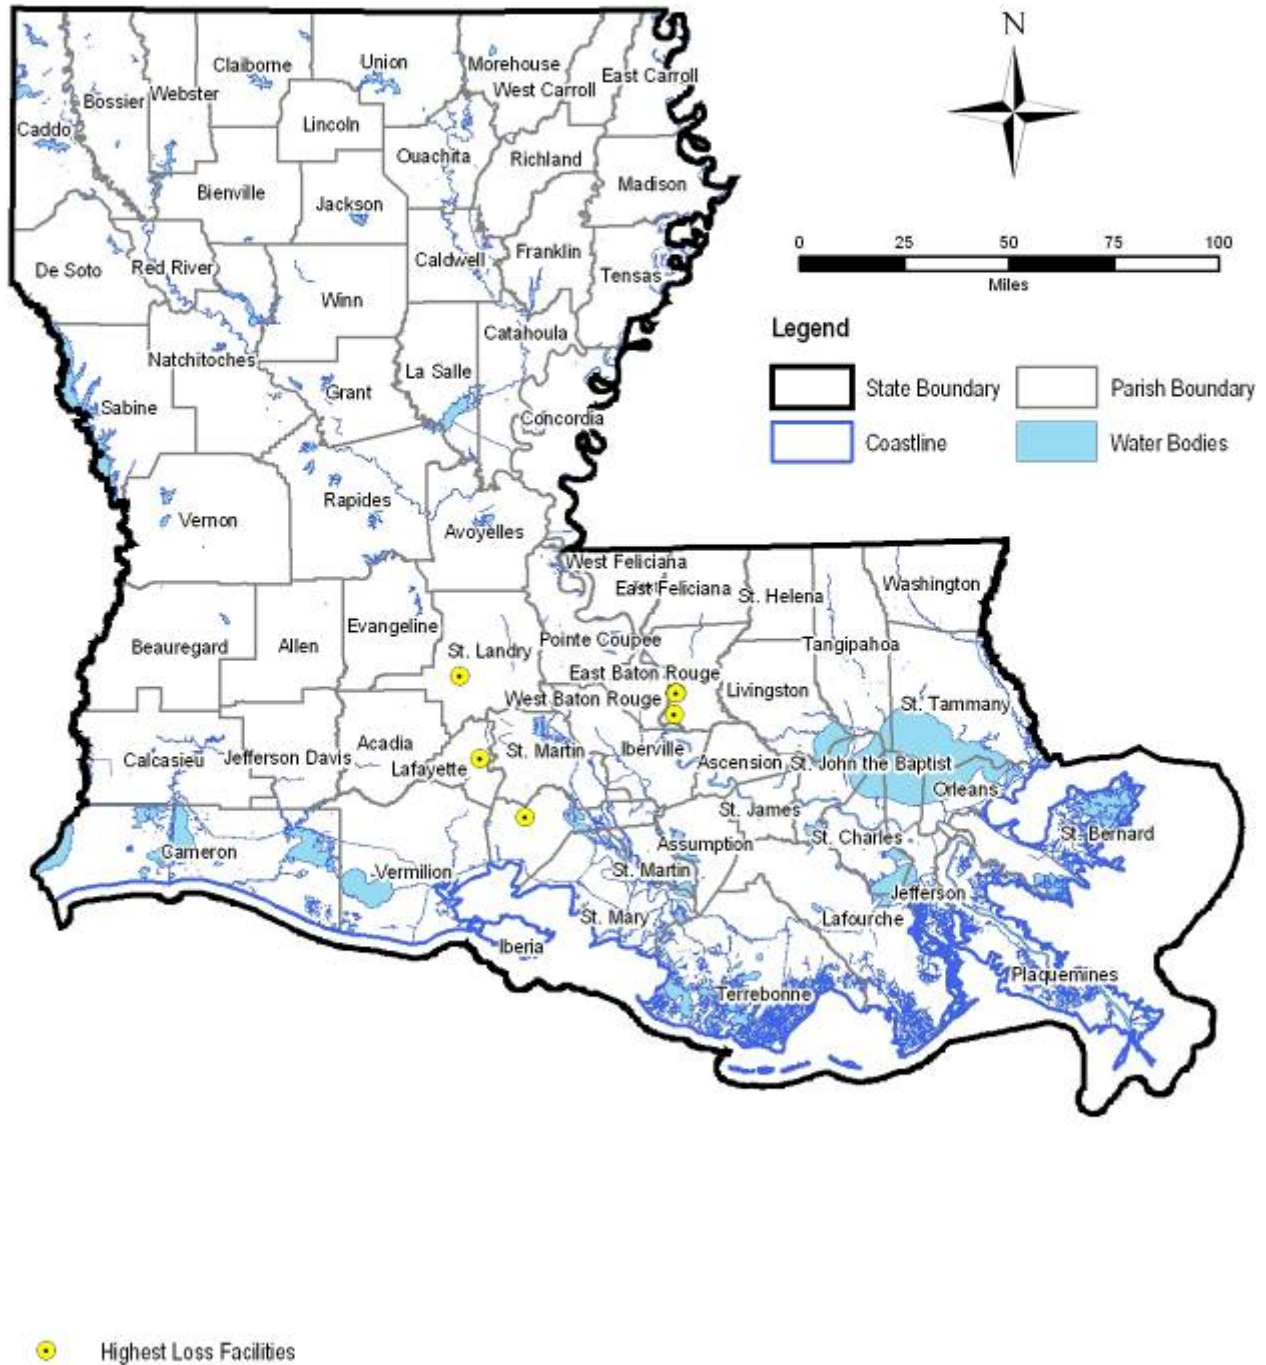 N
0 25 50 75 100
Miles
Legend
State Boundary
Parish Boundary
Coastline
Water Bodies
Claiborne
Union
Morehouse
East Carroll
West Carroll
Webster
Bossier
Caddo
Lincoln
Ouachita
Richland
Madison
Bienville
Jackson
De Soto
Red River
Caldwell
Franklin
Tensas
Winn
Catahoula
Natchitoches
La Salle
Grant
Sabine
Concordia
Rapides
Vernon
Avoyelles
West Feliciana
East Feliciana
St. Helena
Washington
Evangeline
Beauregard
Allen
St. Landry
Pointe Coupee
Tangipahoa
East Baton Rouge
West Baton Rouge
Livingston
St. Tammany
Acadia
St. Martin
Iberville
Calcasieu
Jefferson Davis
Lafayette
Ascension
St. John the Baptist
Orleans
St. James
St. Charles
St. Bernard
Assumption
Cameron
Vermilion
St. Martin
Jefferson
St. Mary
Lafourche
Iberia
Plaquemines
Terrebonne
Highest Loss Facilities